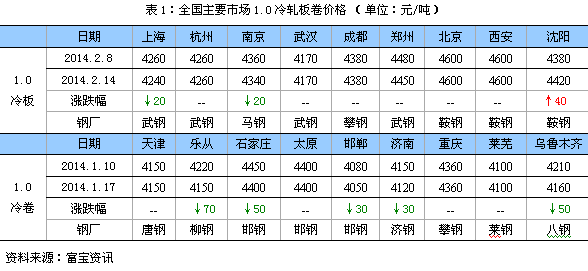 表1：全国主要市场1.0冷轧板卷价格（单位：元/吨）
1.0冷板 日期 上海 杭州 南京 武汉 成都 郑州 北京 西安 沈阳
2014.2.8 4260 4260 4360 4170 4380 4480 4600 4600 4380
2014.2.14 4240 4260 4340 4170 4380 4480 4600 4600 4420
涨跌幅 ↓20 -- ↓20 -- -- -- -- -- ↑40
钢厂 武钢 武钢 马钢 武钢 攀钢 武钢 鞍钢 鞍钢 鞍钢
1.0冷卷 日期 天津 乐从 石家庄 太原 邯郸 济南 重庆 莱芜 乌鲁木齐
2014.1.10 4150 4220 4450 4400 4080 4150 4360 4100 4210
2014.1.17 4150 4150 4400 4400 4050 4120 4360 4100 4160
涨跌幅 -- ↓70 ↓50 -- ↓30 ↓30 -- -- ↓50
钢厂 唐钢 柳钢 邯钢 邯钢 邯钢 济钢 攀钢 莱钢 八钢
资料来源：富宝资讯